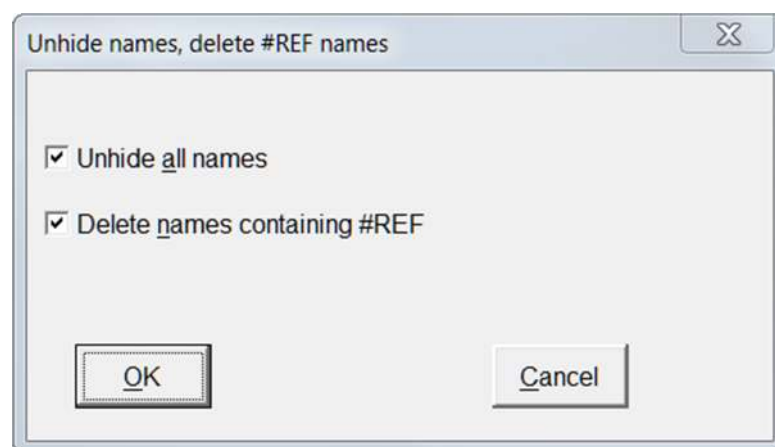 Unhide names, delete #REF names
Unhide all names
Delete names containing #REF
OK
Cancel